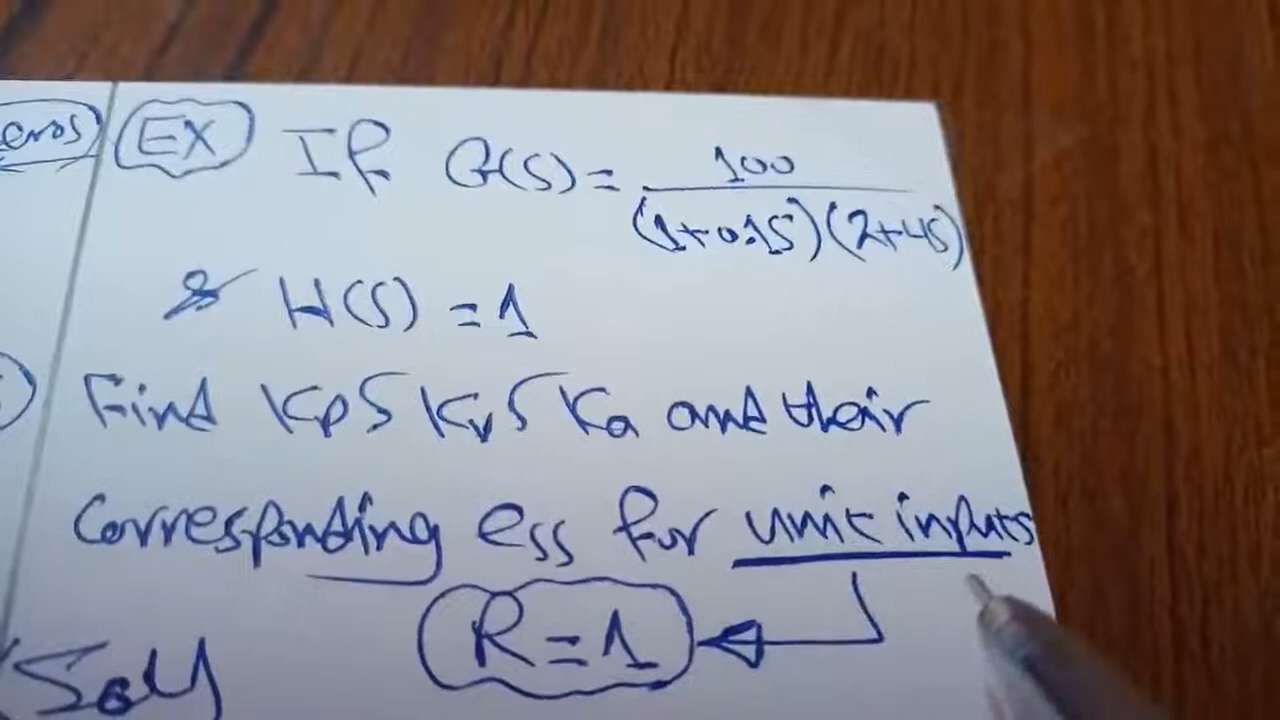 eros
EX If G(S) = 100
(1+0.1S)(2+4S)
& H(S) = 1
Find Kp, Kv, Ka and their
Corresponding ess for unit inputs
R = 1
Sol